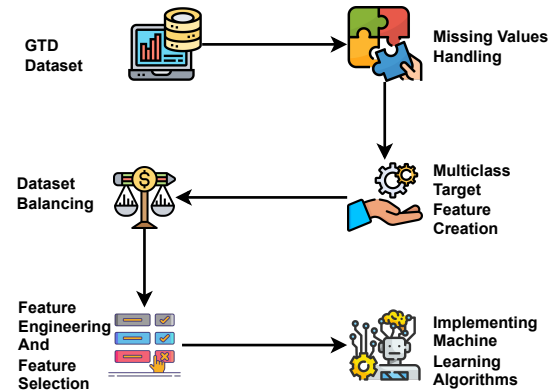 GTD
Dataset
Missing Values
Handling
Multiclass
Target
Feature
Creation
Dataset
Balancing
$
Feature
Engineering
And
Feature
Selection
Implementing
Machine
Learning
Algorithms